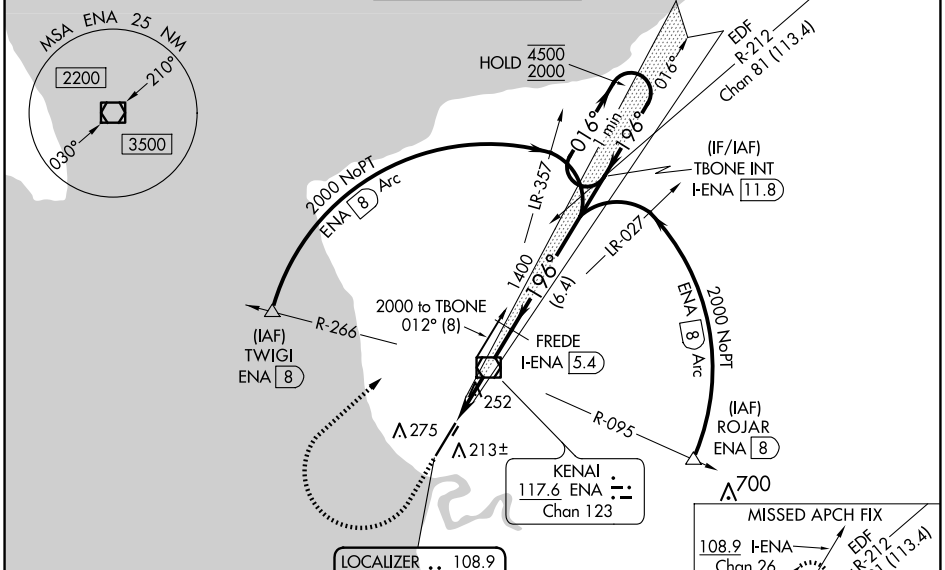 MSA ENA 25 NM
2200
210°
030°
3500
HOLD 4500
2000
016°
1 min
196°
016°
EDF
R-212
Chan 81 (113.4)
(IF/IAF)
TBONE INT
I-ENA 11.8
LR-357
LR-027
2000 NoPT
ENA 8 Arc
1400
196°
(6.4)
2000 to TBONE
012° (8)
FREDE
I-ENA 5.4
R-266
(IAF)
TWIGI
ENA 8
2000 NoPT
ENA 8 Arc
252
275
213±
R-095
(IAF)
ROJAR
ENA 8
KENAI
117.6 ENA
Chan 123
700
MISSED APCH FIX
108.9 I-ENA
Chan 26
EDF
R-212
81 (113.4)
LOCALIZER 108.9